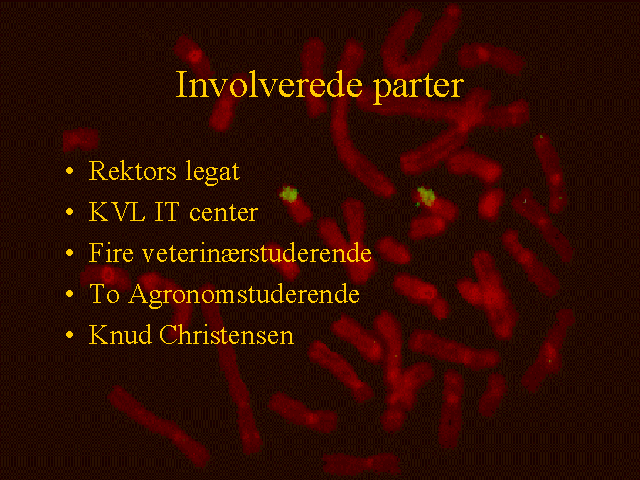 Involverede parter
• Rektors legat
• KVL IT center
• Fire veterinærstuderende
• To Agronomstuderende
• Knud Christensen